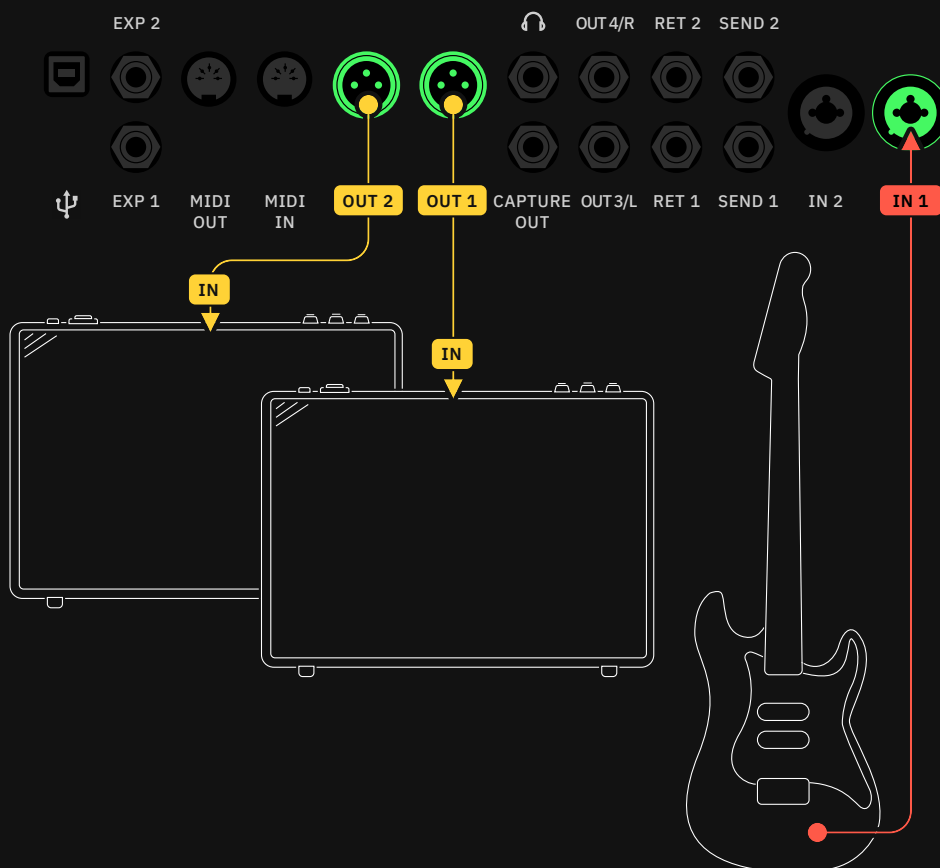 EXP 2
OUT4/R
RET 2
SEND 2
EXP 1
MIDI
OUT
MIDI
IN
OUT 2
OUT 1
CAPTURE
OUT
OUT3/L
RET 1
SEND 1
IN 2
IN 1
IN
IN